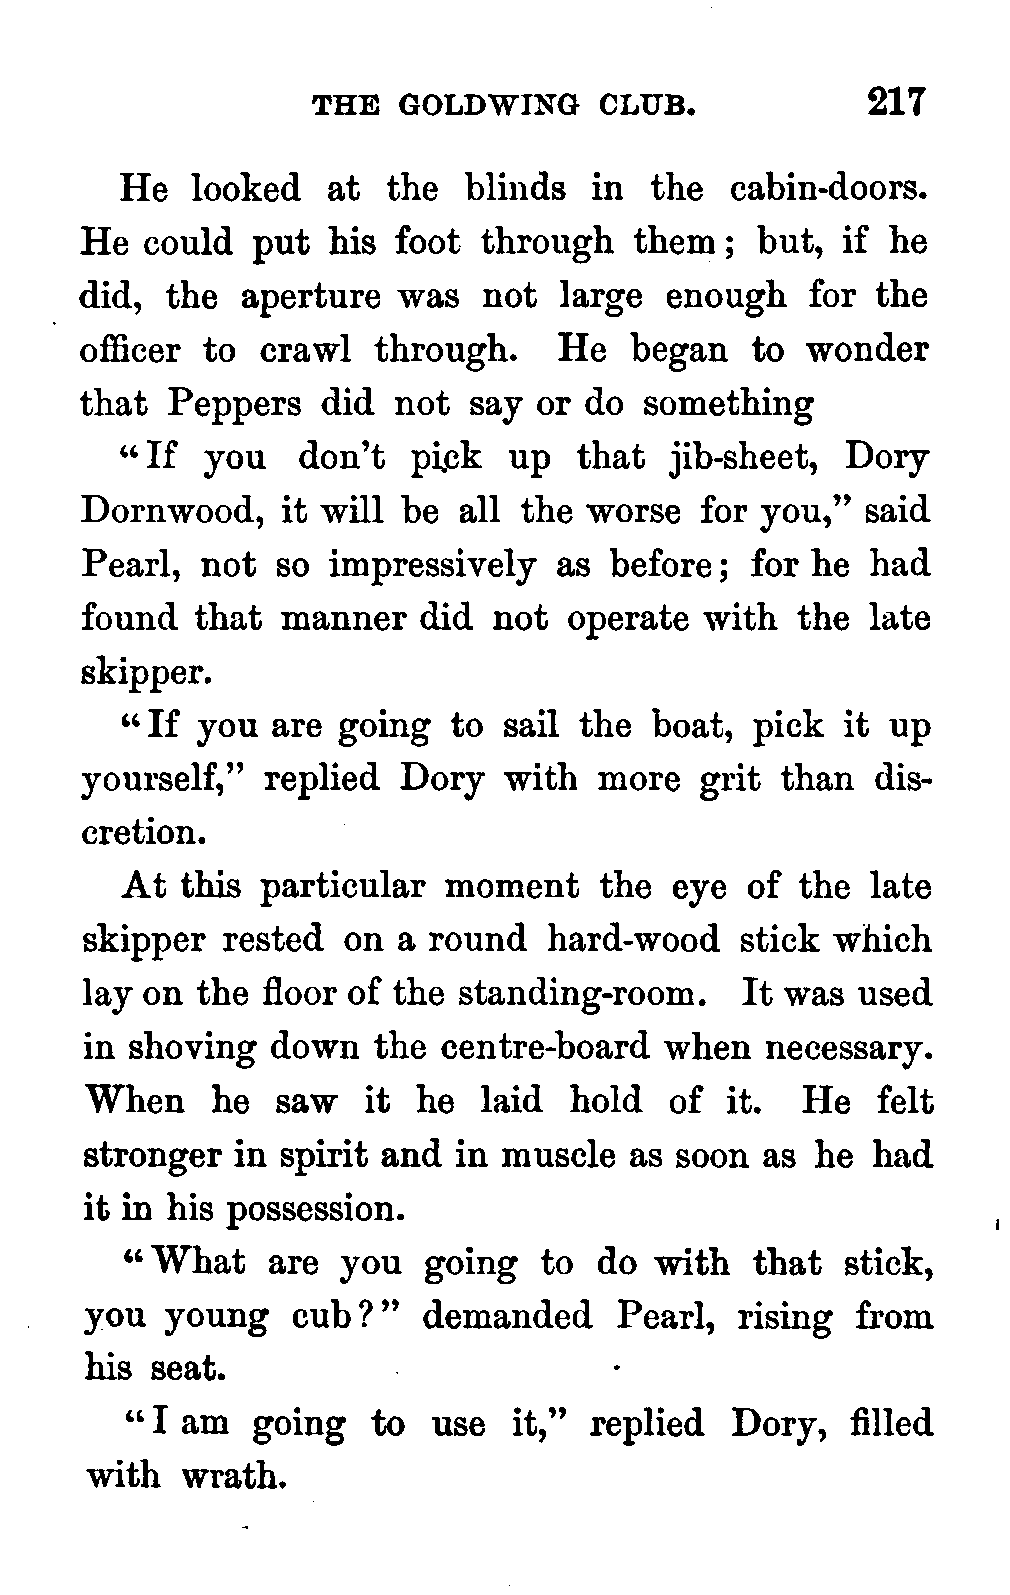 THE GOLDWING CLUB. 217
He looked at the blinds in the cabin-doors.
He could put his foot through them; but, if he
did, the aperture was not large enough for the
officer to crawl through. He began to wonder
that Peppers did not say or do something
"If you don't pick up that jib-sheet, Dory
Dornwood, it will be all the worse for you," said
Pearl, not so impressively as before; for he had
found that manner did not operate with the late
skipper.
"If you are going to sail the boat, pick it up
yourself," replied Dory with more grit than dis-
cretion.
At this particular moment the eye of the late
skipper rested on a round hard-wood stick which
lay on the floor of the standing-room. It was used
in shoving down the centre-board when necessary.
When he saw it he laid hold of it. He felt
stronger in spirit and in muscle as soon as he had
it in his possession.
"What are you going to do with that stick,
you young cub?" demanded Pearl, rising from
his seat.
"I am going to use it," replied Dory, filled
with wrath.